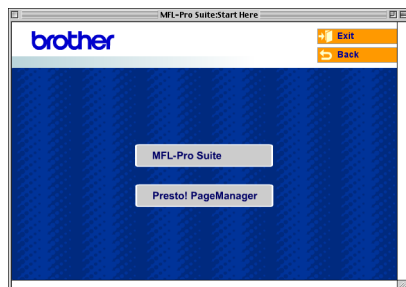 MFL-Pro Suite:Start Here
brother
Exit
Back
MFL-Pro Suite
Presto! PageManager